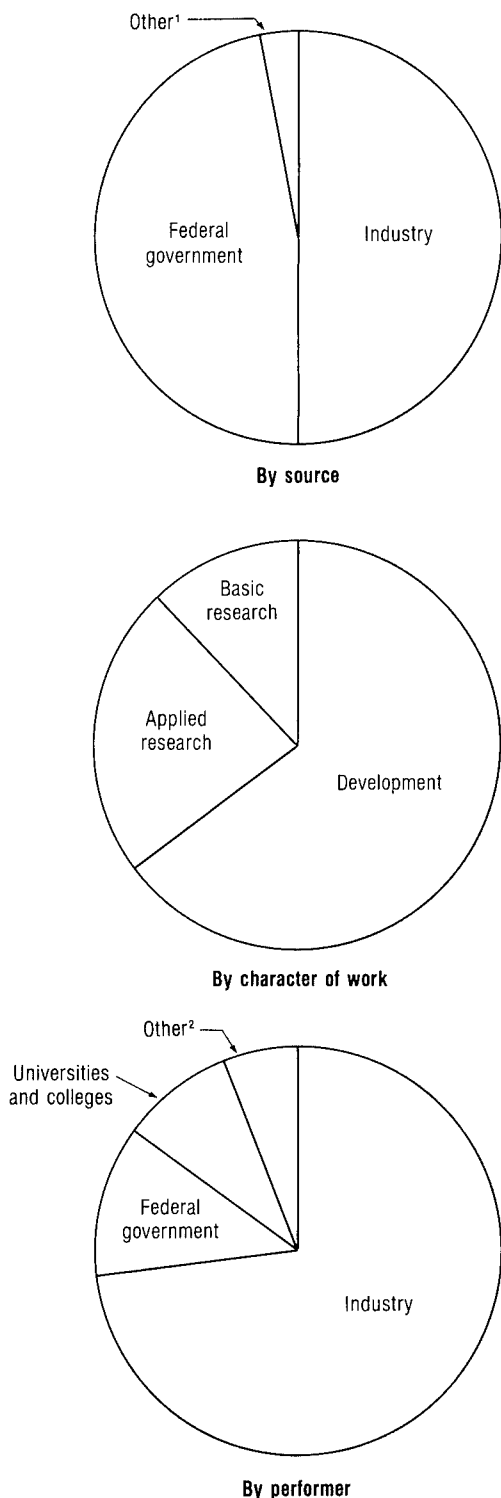 Other¹
Federal
government
Industry
By source
Basic
research
Applied
research
Development
By character of work
Other²
Universities
and colleges
Federal
government
Industry
By performer